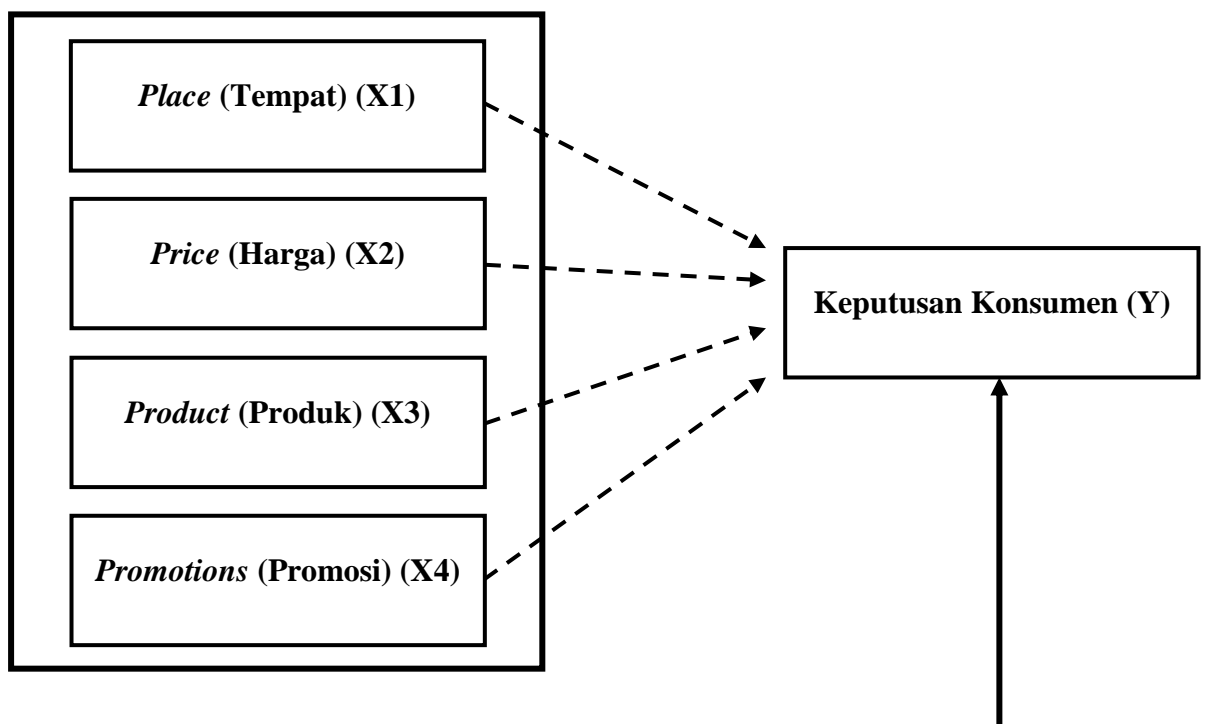 Place (Tempat) (X1)
Price (Harga) (X2)
Keputusan Konsumen (Y)
Product (Produk) (X3)
Promotions (Promosi) (X4)